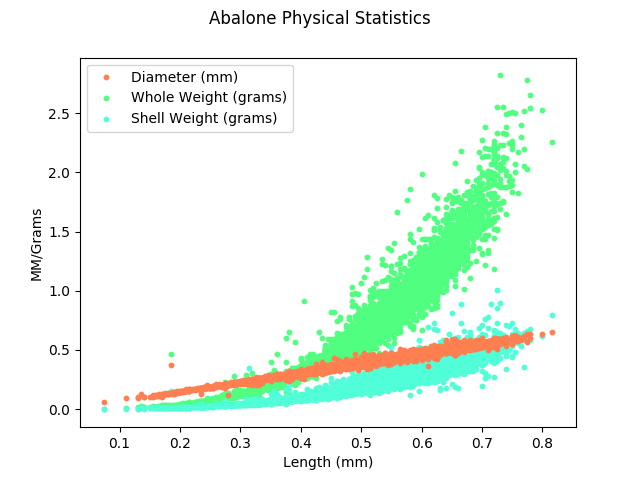 Abalone Physical Statistics
Diameter (mm)
Whole Weight (grams)
Shell Weight (grams)
MM/Grams
2.5
2.0
1.5
1.0
0.5
0.0
0.1 0.2 0.3 0.4 0.5 0.6 0.7 0.8
Length (mm)